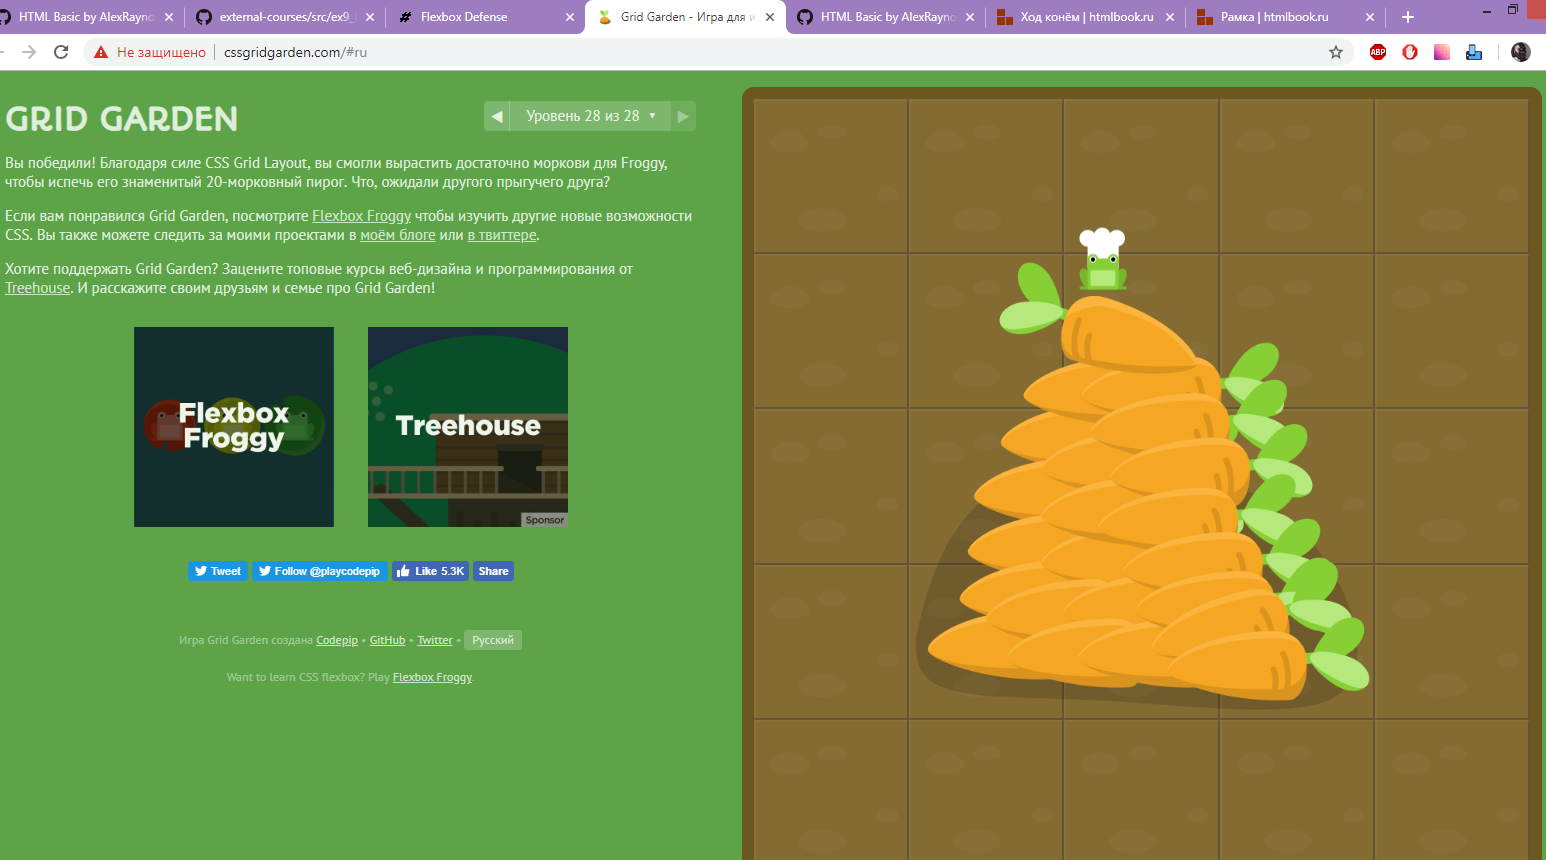 HTML Basic by AlexRayno
external-courses/src/ex9_
Flexbox Defense
Grid Garden - Игра для и
HTML Basic by AlexRayno
Ход конём | htmlbook.ru
Рамка | htmlbook.ru
Не защищено
cssgridgarden.com/#ru
ABP
GRID GARDEN
Уровень 28 из 28
Вы победили! Благодаря силе CSS Grid Layout, вы смогли вырастить достаточно моркови для Froggy,
чтобы испечь его знаменитый 20-морковный пирог. Что, ожидали другого прыгучего друга?
Если вам понравился Grid Garden, посмотрите Flexbox Froggy чтобы изучить другие новые возможности
CSS. Вы также можете следить за моими проектами в моём блоге или в твиттере.
Хотите поддержать Grid Garden? Зацените топовые курсы веб-дизайна и программирования от
Treehouse. И расскажите своим друзьям и семье про Grid Garden!
Flexbox
Froggy
Treehouse
Sponsor
Tweet
Follow @playcodepip
Like 5.3K
Share
Игра Grid Garden создана Codepip • GitHub • Twitter • Русский
Want to learn CSS flexbox? Play Flexbox Froggy.